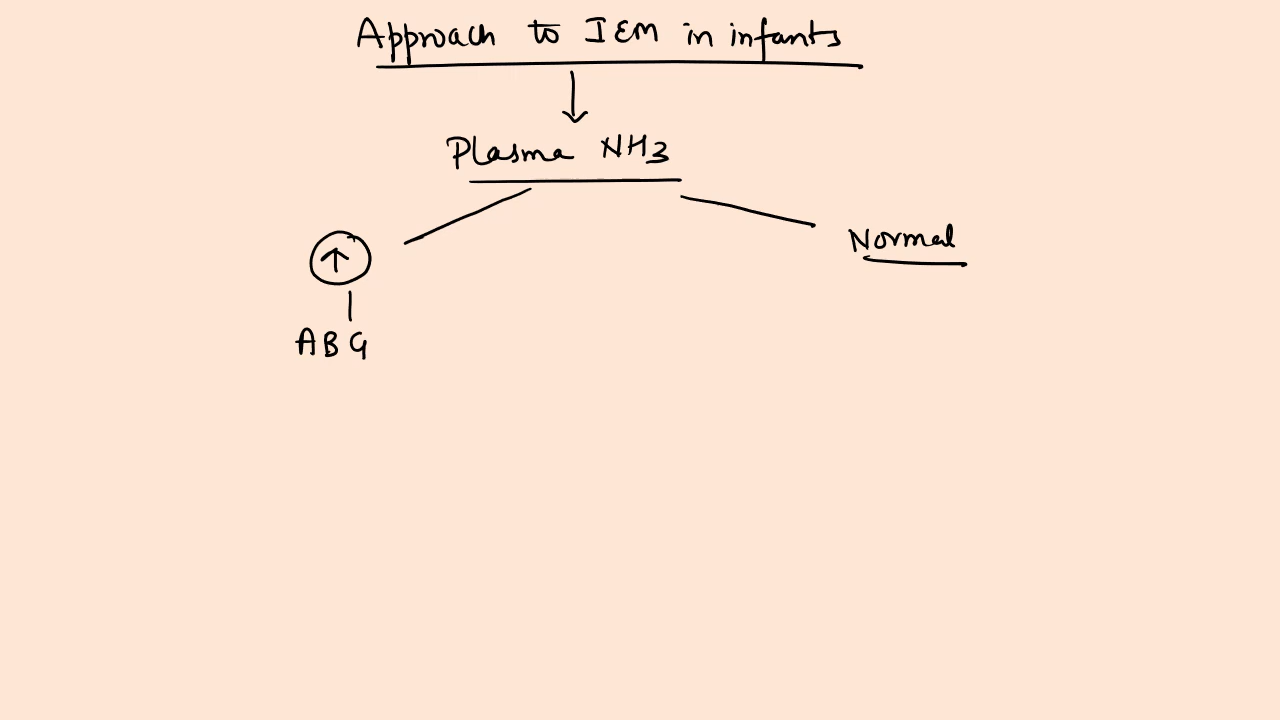 Approach to IEM in infants
Plasma NH3
↑
Normal
ABG